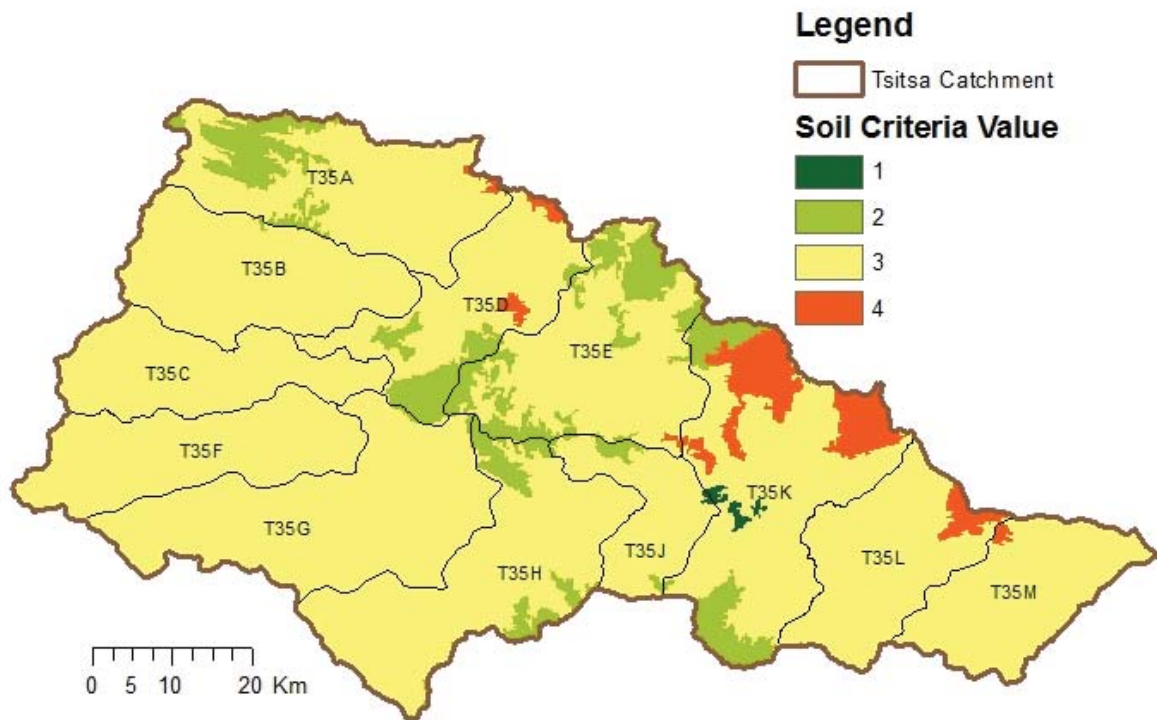 Legend
Tsitsa Catchment
Soil Criteria Value
1
2
3
4
T35A
T35B
T35D
T35E
T35C
T35F
T35K
T35G
T35J
T35L
T35H
T35M
0 5 10 20 Km